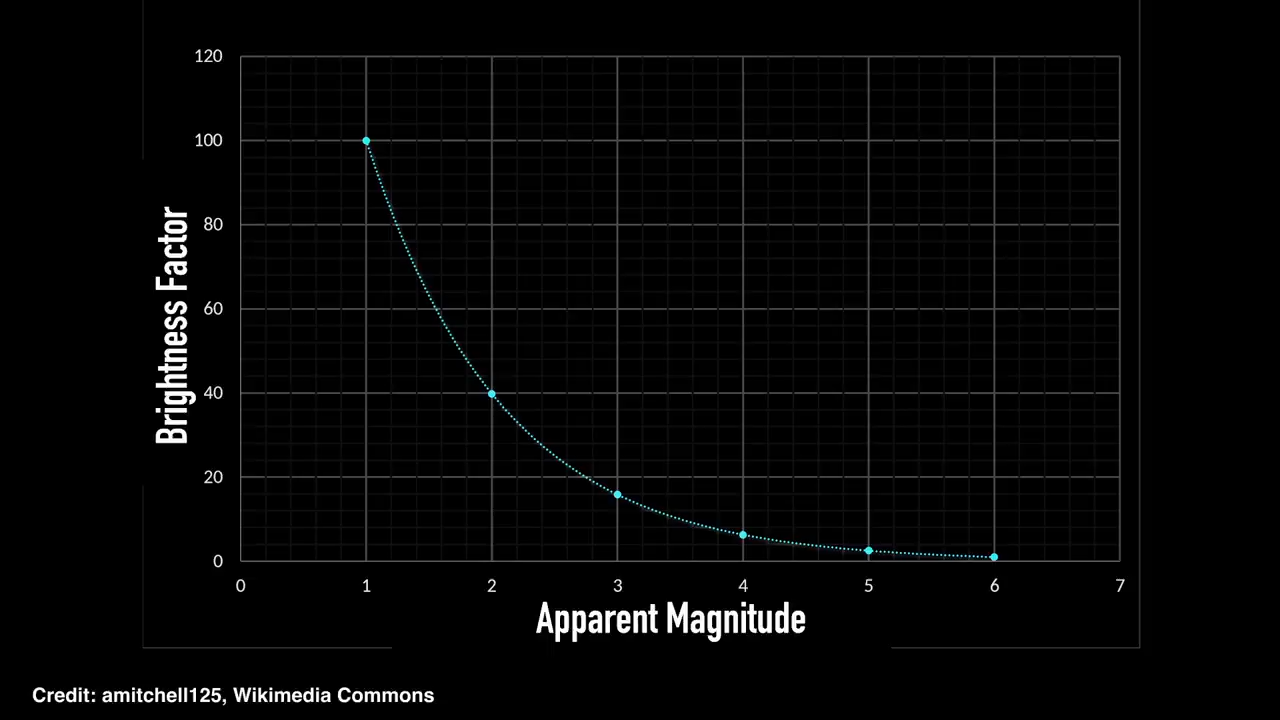 120
100
80
60
40
20
0
Brightness Factor
0 1 2 3 4 5 6 7
Apparent Magnitude
Credit: amitchell125, Wikimedia Commons